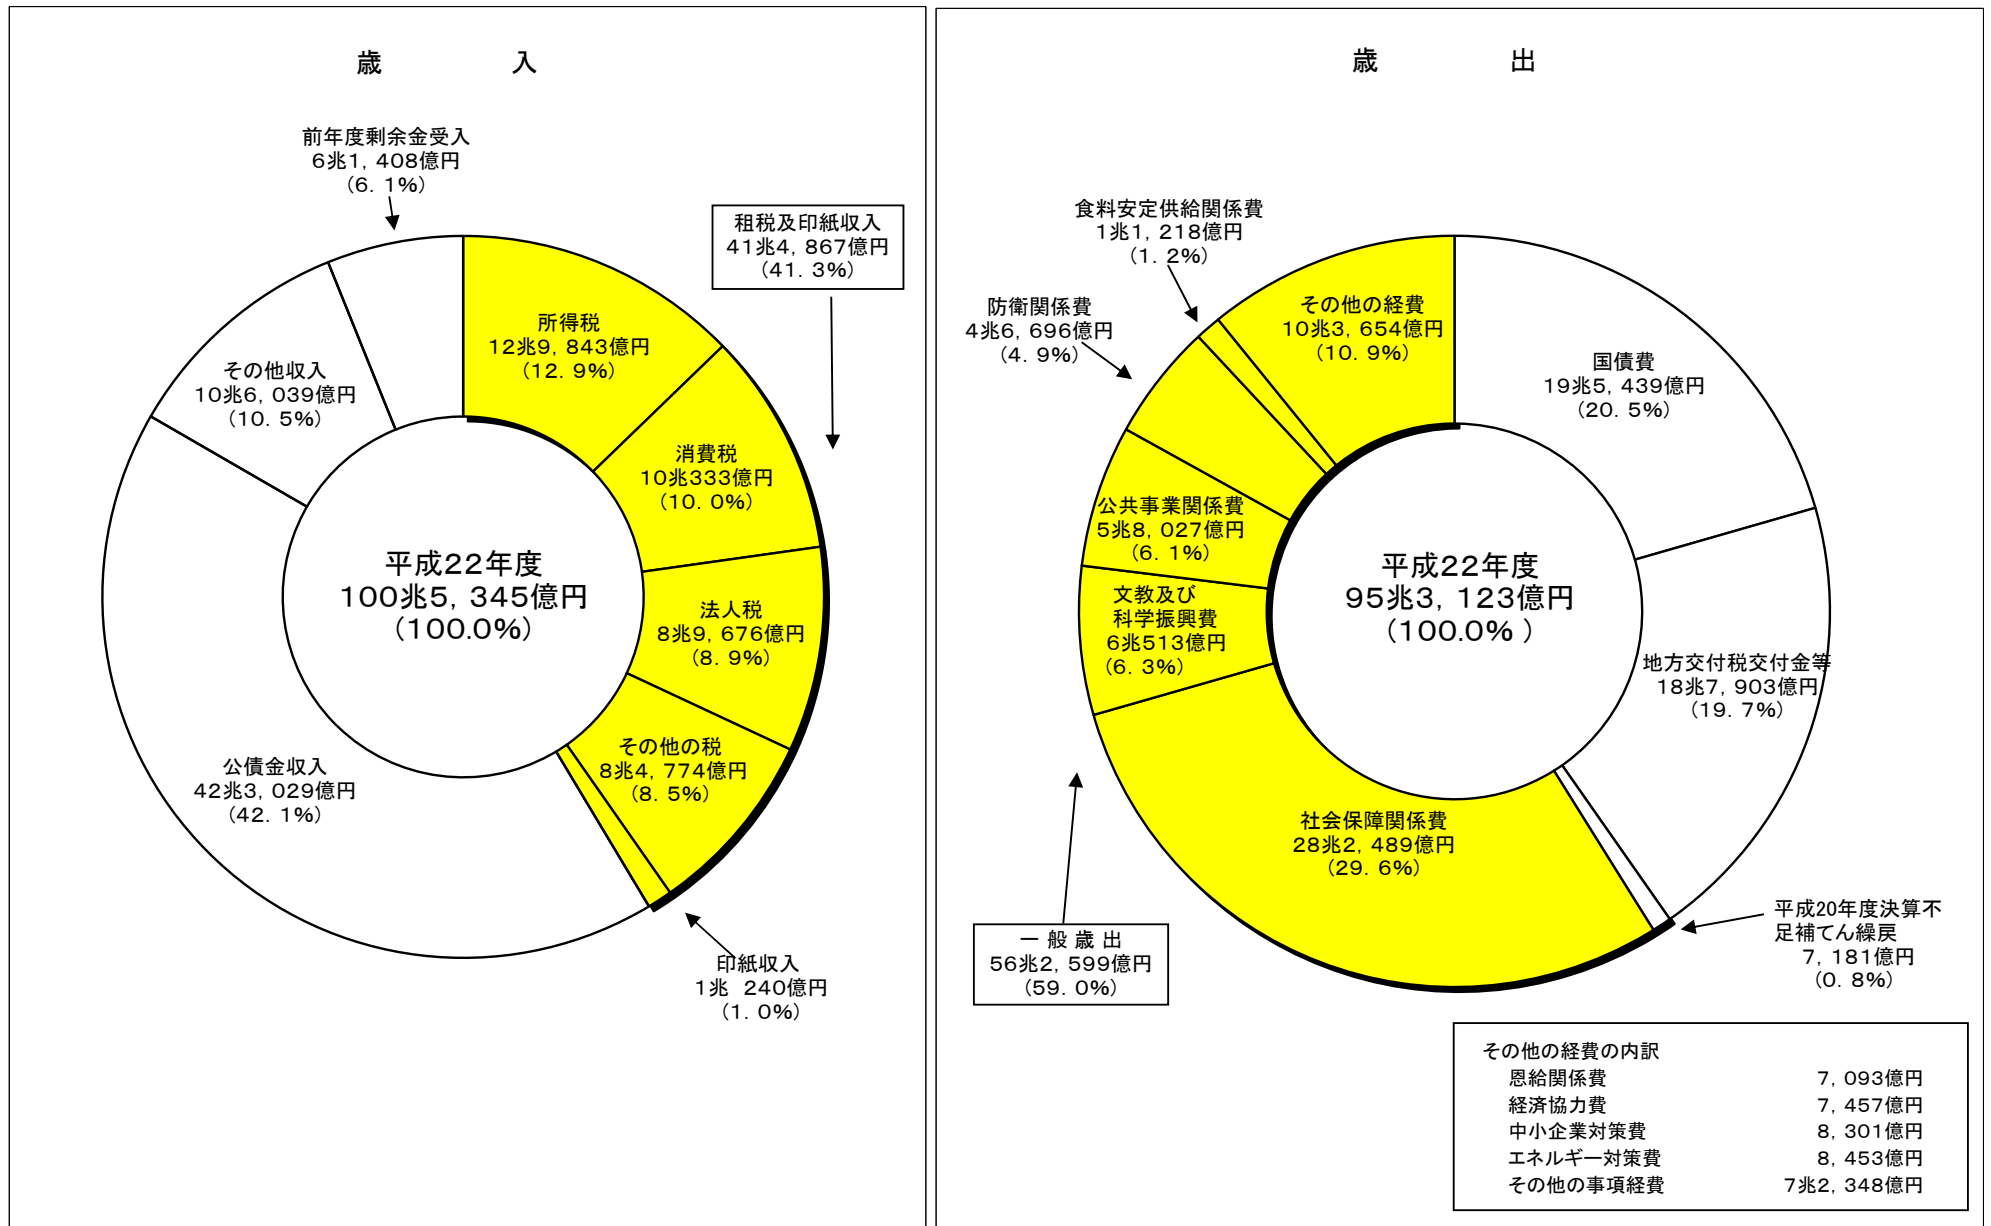 歳 入
前年度剰余金受入
6兆1,408億円
(6.1%)
租税及印紙収入
41兆4,867億円
(41.3%)
所得税
12兆9,843億円
(12.9%)
その他収入
10兆6,039億円
(10.5%)
消費税
10兆333億円
(10.0%)
平成22年度
100兆5,345億円
(100.0%)
法人税
8兆9,676億円
(8.9%)
その他の税
8兆4,774億円
(8.5%)
公債金収入
42兆3,029億円
(42.1%)
印紙収入
1兆 240億円
(1.0%)
歳 出
食料安定供給関係費
1兆1,218億円
(1.2%)
防衛関係費
4兆6,696億円
(4.9%)
その他の経費
10兆3,654億円
(10.9%)
国債費
19兆5,439億円
(20.5%)
公共事業関係費
5兆8,027億円
(6.1%)
平成22年度
95兆3,123億円
(100.0% )
文教及び
科学振興費
6兆513億円
(6.3%)
地方交付税交付金等
18兆7,903億円
(19.7%)
社会保障関係費
28兆2,489億円
(29.6%)
一 般 歳 出
56兆2,599億円
(59.0%)
平成20年度決算不
足補てん繰戻
7,181億円
(0.8%)
その他の経費の内訳
恩給関係費 7,093億円
経済協力費 7,457億円
中小企業対策費 8,301億円
エネルギー対策費 8,453億円
その他の事項経費 7兆2,348億円